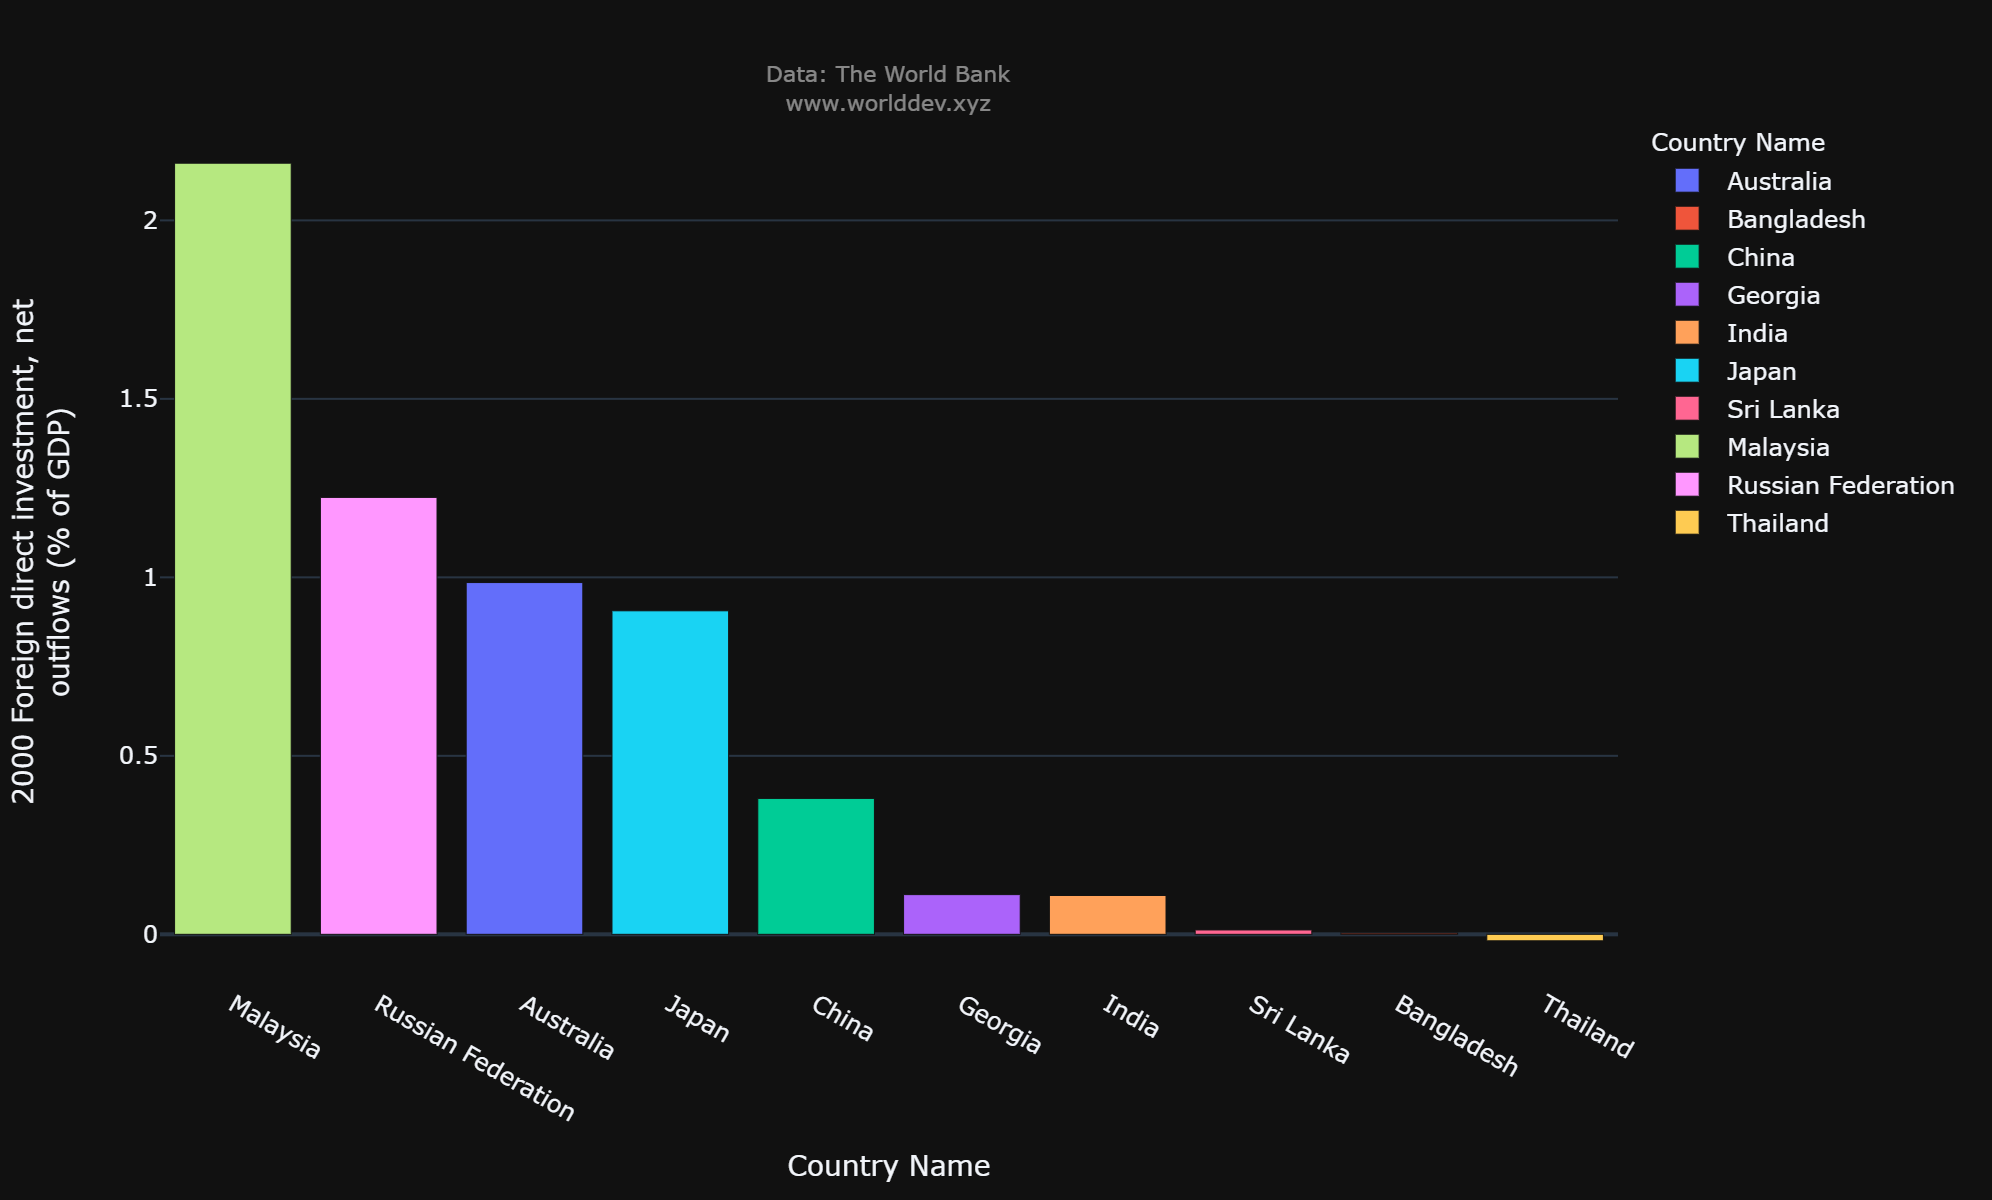 Data: The World Bank
www.worlddev.xyz
2000 Foreign direct investment, net
outflows (% of GDP)
2
1.5
1
0.5
0
Malaysia
Russian Federation
Australia
Japan
China
Georgia
India
Sri Lanka
Bangladesh
Thailand
Country Name
Country Name
Australia
Bangladesh
China
Georgia
India
Japan
Sri Lanka
Malaysia
Russian Federation
Thailand